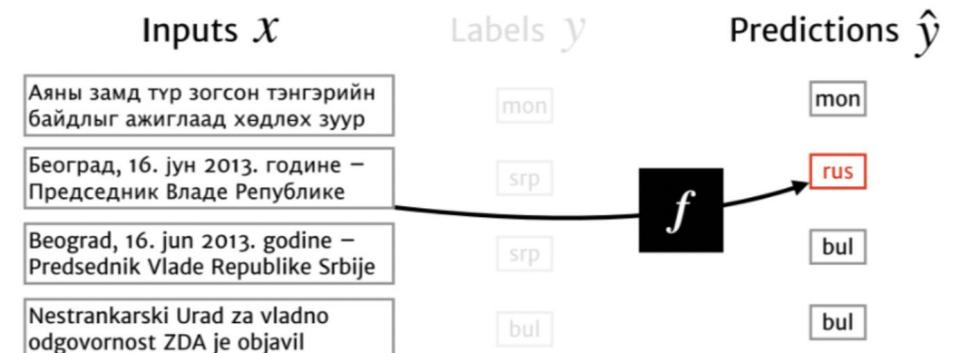 Inputs x
Labels y
Predictions ŷ
Аяны замд түр зогсон тэнгэрийн
байдлыг ажиглаад хөдлөх зуур
mon
mon
Београд, 16. јун 2013. године –
Председник Владе Републике
srp
f
rus
Beograd, 16. jun 2013. godine –
Predsednik Vlade Republike Srbije
srp
bul
Nestrankarski Urad za vladno
odgovornost ZDA je objavil
bul
bul